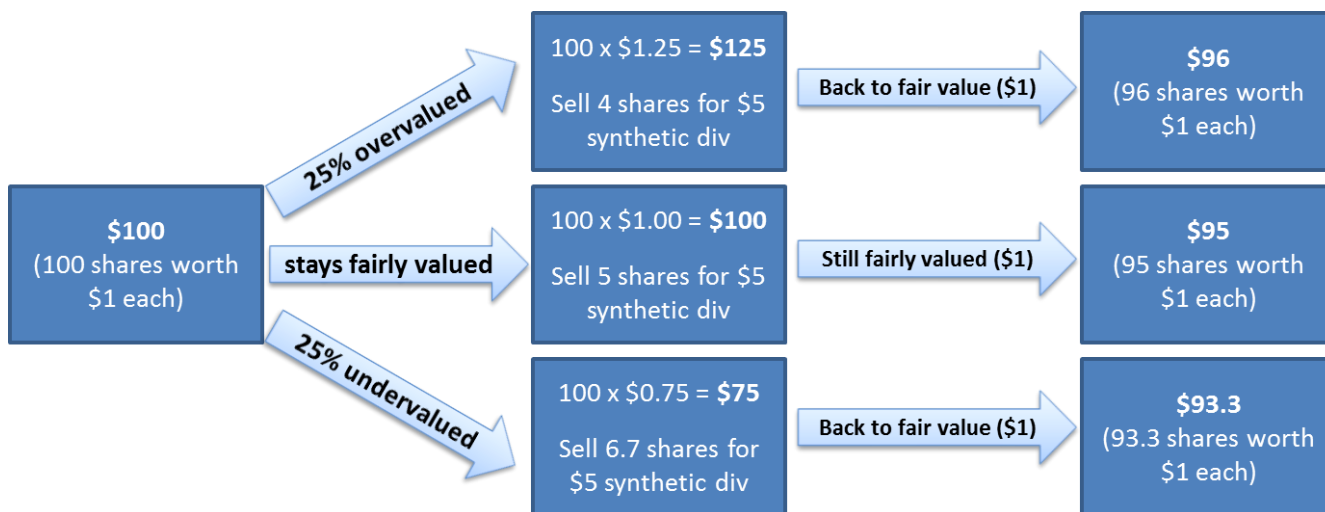 $100
(100 shares worth
$1 each)
25% overvalued
stays fairly valued
25% undervalued
100 x $1.25 = $125
Sell 4 shares for $5
synthetic div
100 x $1.00 = $100
Sell 5 shares for $5
synthetic div
100 x $0.75 = $75
Sell 6.7 shares for
$5 synthetic div
Back to fair value ($1)
Still fairly valued ($1)
Back to fair value ($1)
$96
(96 shares worth
$1 each)
$95
(95 shares worth
$1 each)
$93.3
(93.3 shares worth
$1 each)